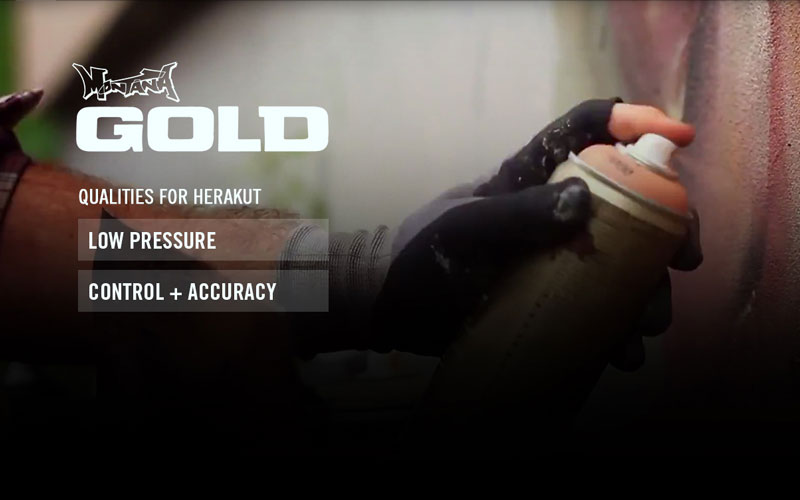 MONTANA
GOLD
QUALITIES FOR HERAKUT
LOW PRESSURE
CONTROL + ACCURACY